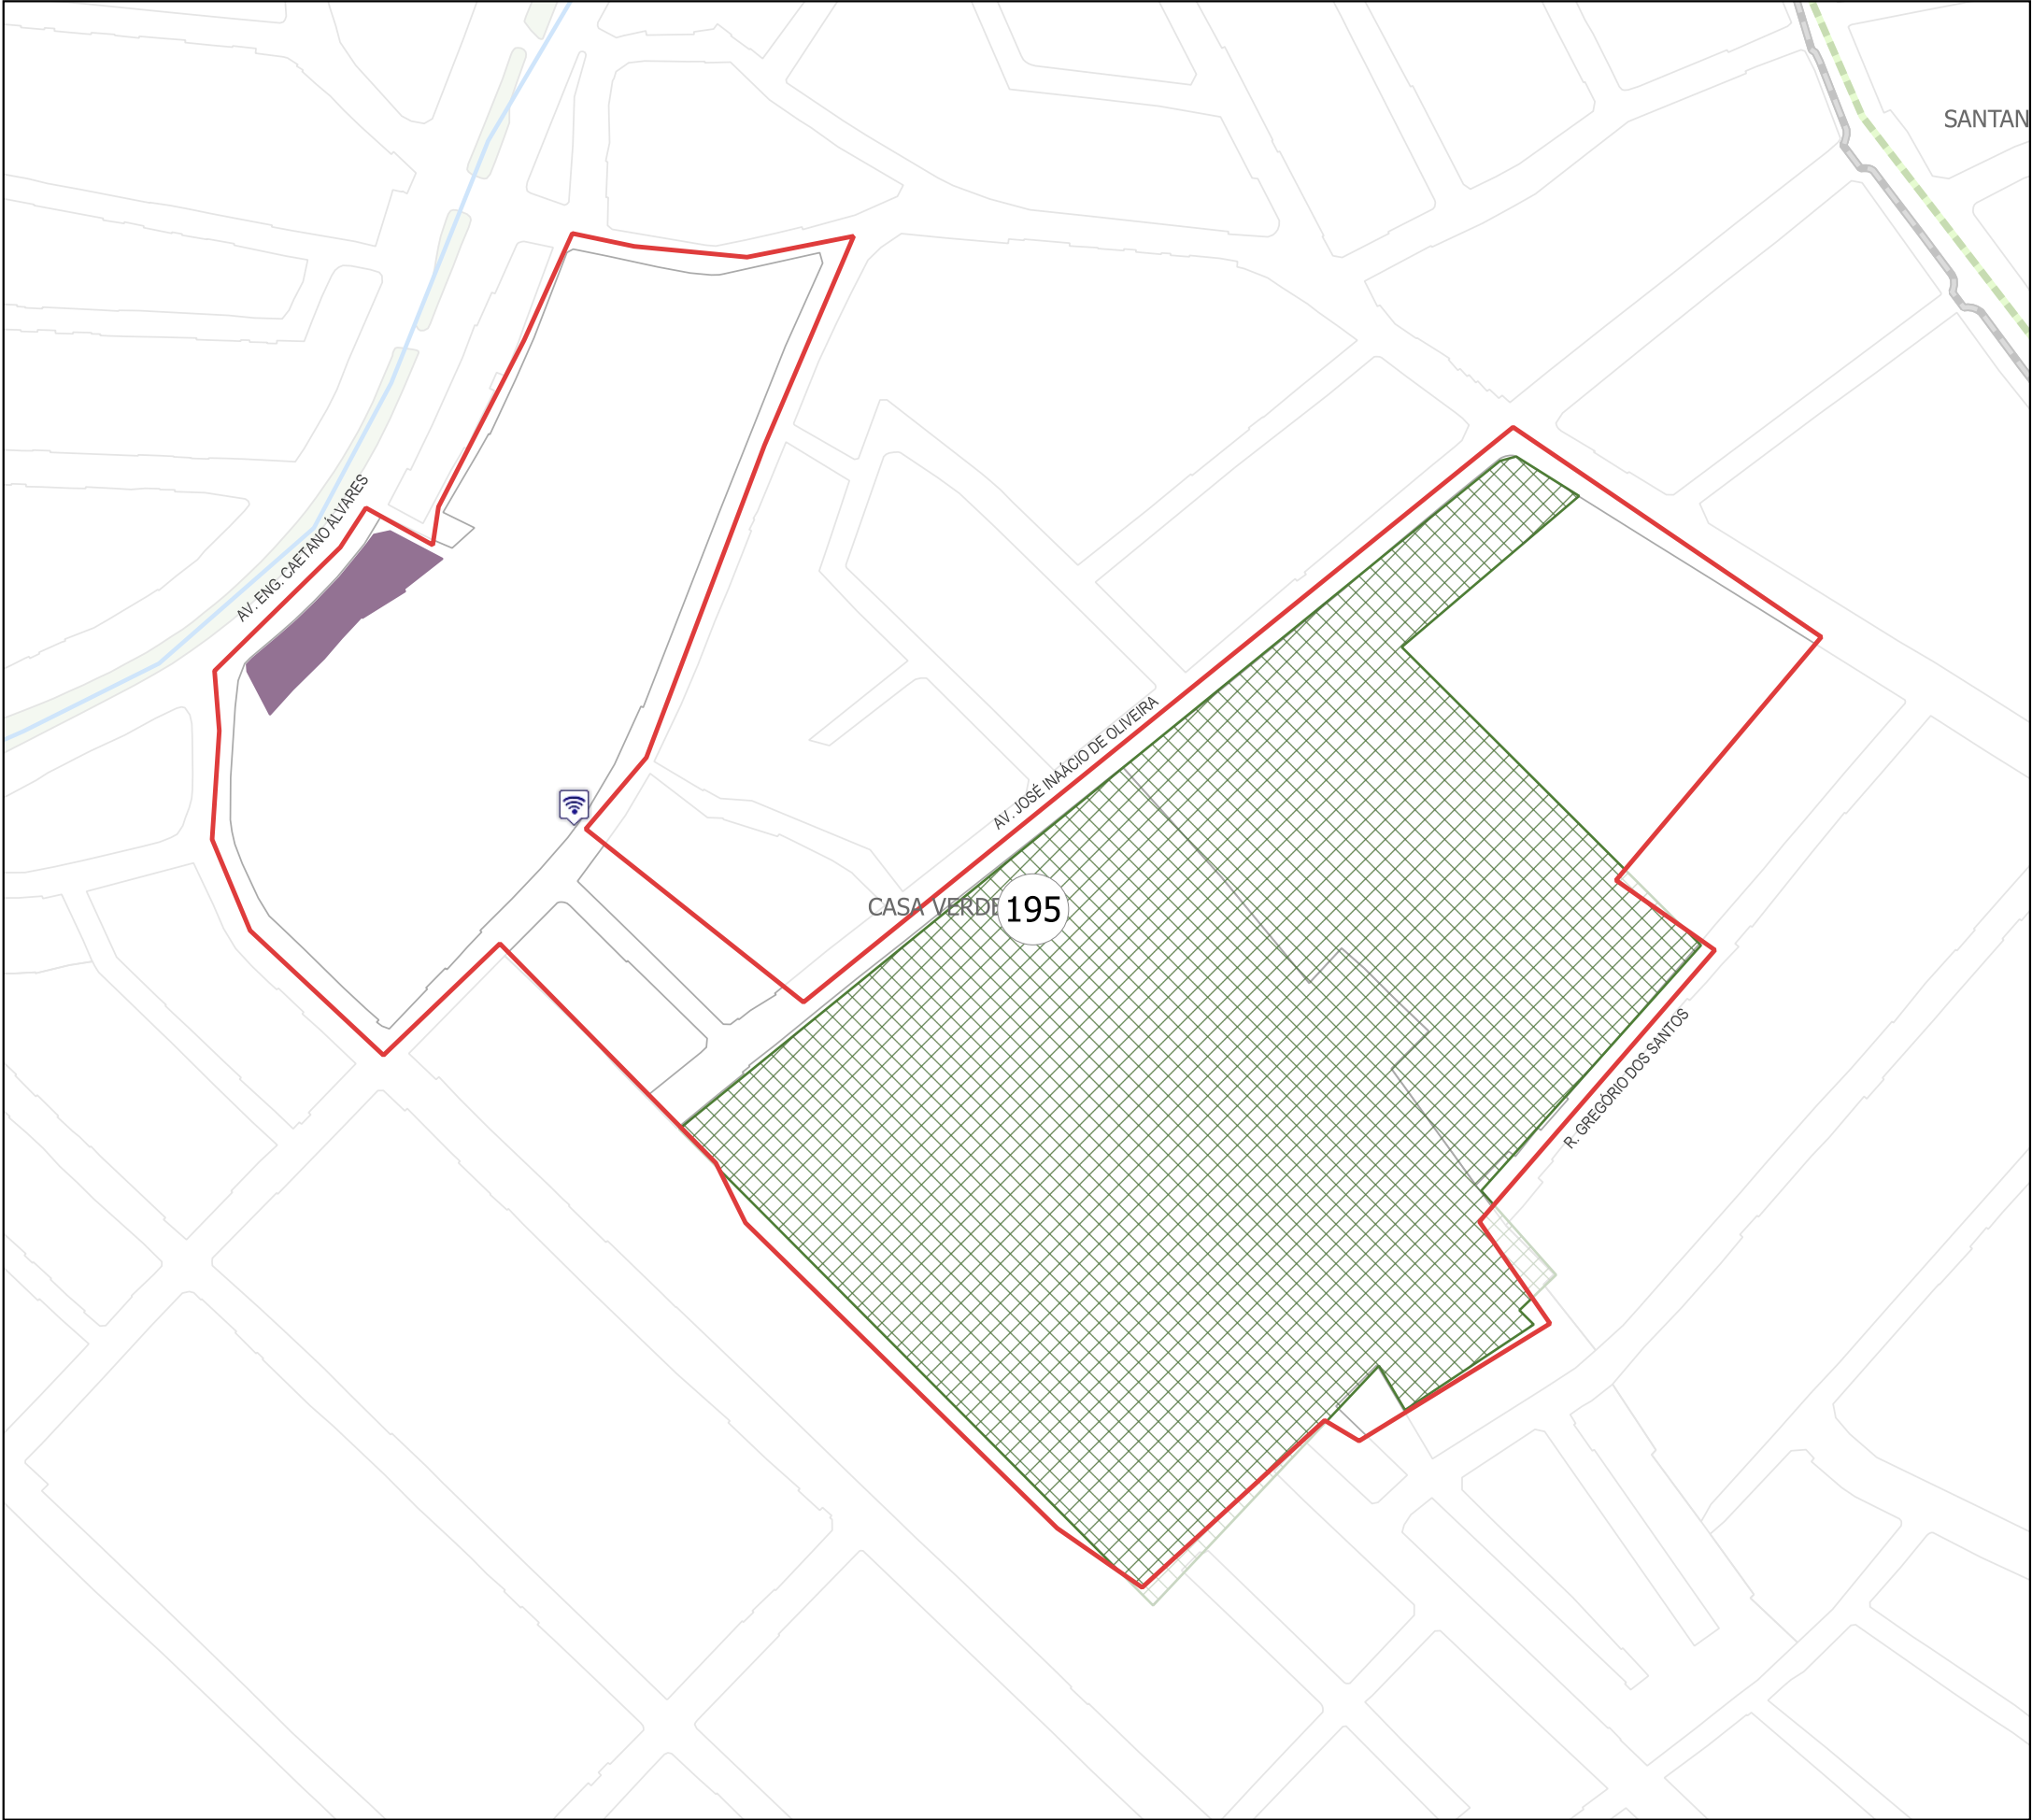 SANTAN
AV. ENG. CAETANO ÁLVARES
AV. JOSÉ INAÁCIO DE OLIVEIRA
CASA VERDE
195
R. GREGÓRIO DOS SANTOS